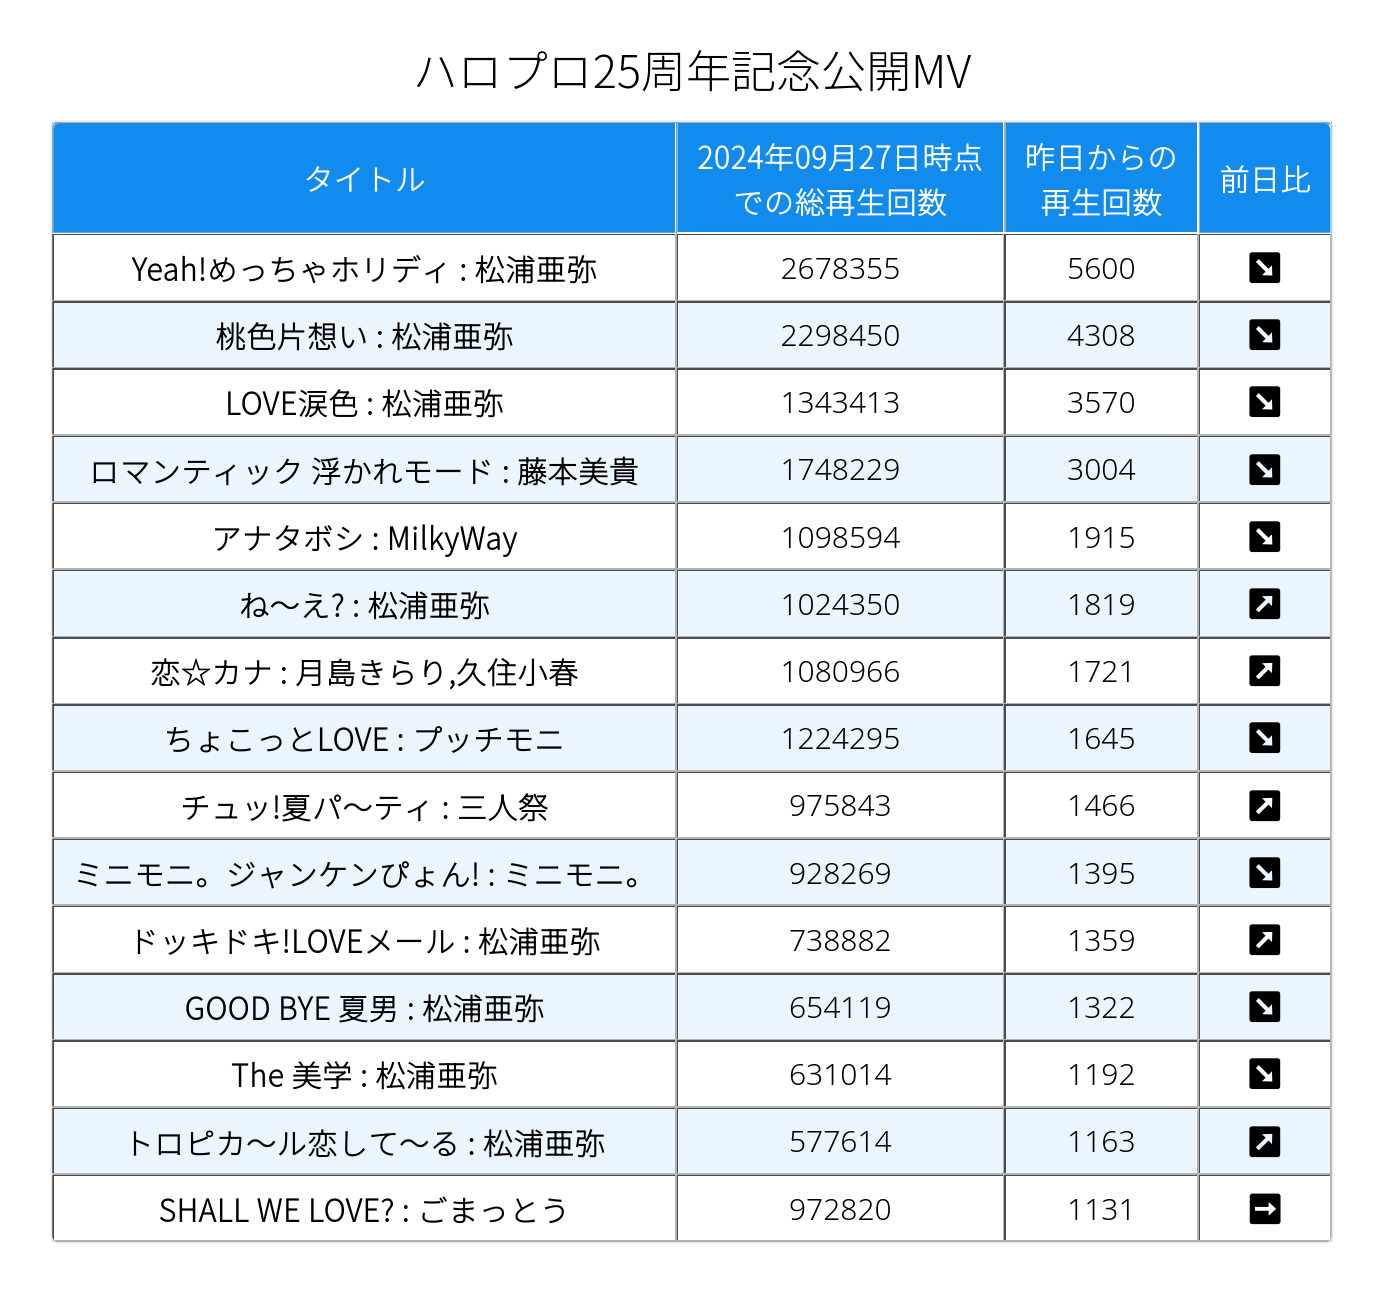 ハロプロ25周年記念公開MV
タイトル 2024年09月27日時点での総再生回数 昨日からの再生回数 前日比
Yeah!めっちゃホリディ : 松浦亜弥 2678355 5600 ↘
桃色片想い : 松浦亜弥 2298450 4308 ↘
LOVE涙色 : 松浦亜弥 1343413 3570 ↘
ロマンティック 浮かれモード : 藤本美貴 1748229 3004 ↘
アナタボシ : MilkyWay 1098594 1915 ↘
ね～え? : 松浦亜弥 1024350 1819 ↗
恋☆カナ : 月島きらり,久住小春 1080966 1721 ↗
ちょこっとLOVE : プッチモニ 1224295 1645 ↘
チュッ!夏パ～ティ : 三人祭 975843 1466 ↗
ミニモニ。ジャンケンぴょん! : ミニモニ。 928269 1395 ↘
ドッキドキ!LOVEメール : 松浦亜弥 738882 1359 ↗
GOOD BYE 夏男 : 松浦亜弥 654119 1322 ↘
The 美学 : 松浦亜弥 631014 1192 ↘
トロピカ～ル恋して～る : 松浦亜弥 577614 1163 ↗
SHALL WE LOVE? : ごまっとう 972820 1131 →